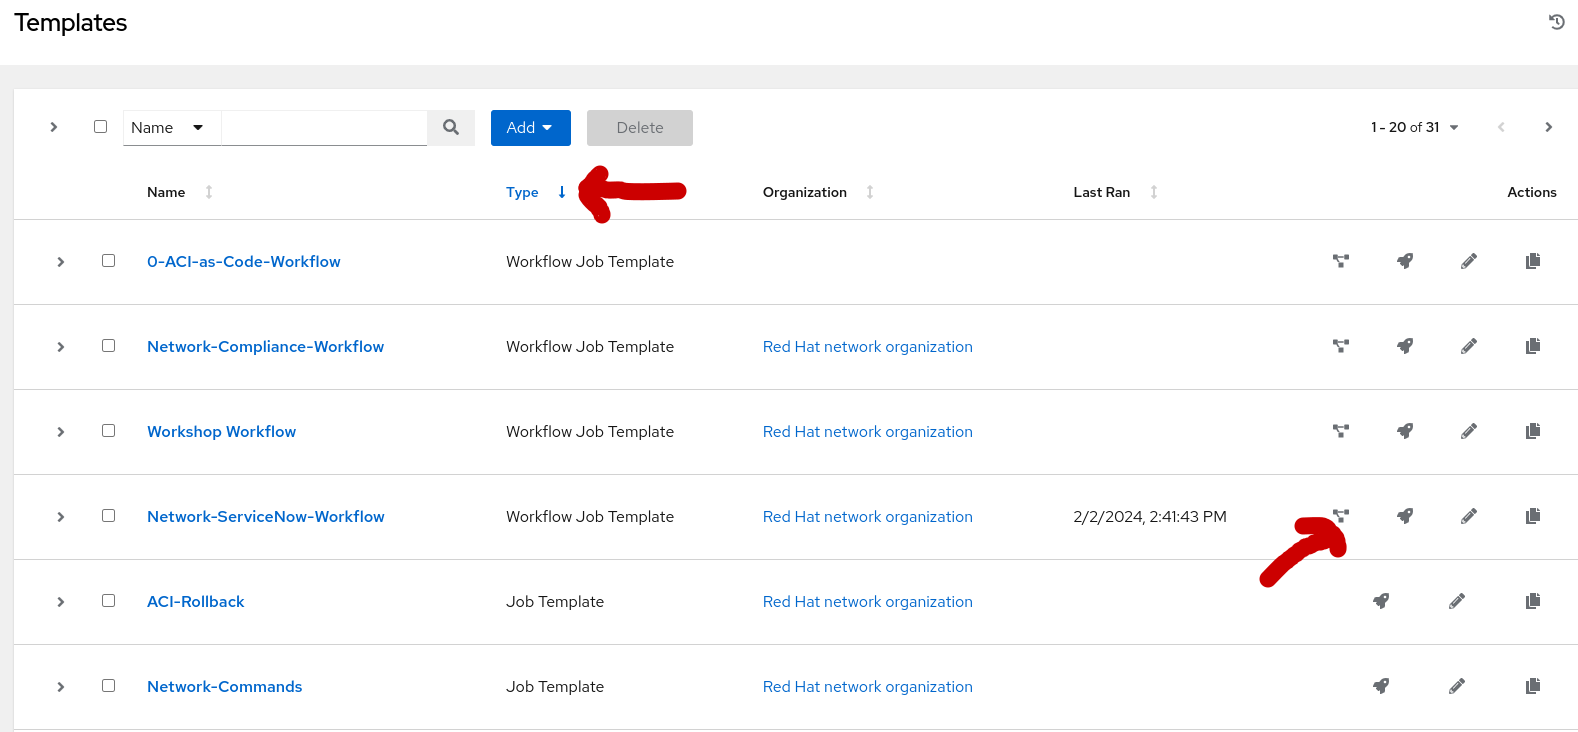 Templates
Name Add Delete 1 - 20 of 31
Name Type Organization Last Ran Actions
0-ACI-as-Code-Workflow Workflow Job Template
Network-Compliance-Workflow Workflow Job Template Red Hat network organization
Workshop Workflow Workflow Job Template Red Hat network organization
Network-ServiceNow-Workflow Workflow Job Template Red Hat network organization 2/2/2024, 2:41:43 PM
ACI-Rollback Job Template Red Hat network organization
Network-Commands Job Template Red Hat network organization